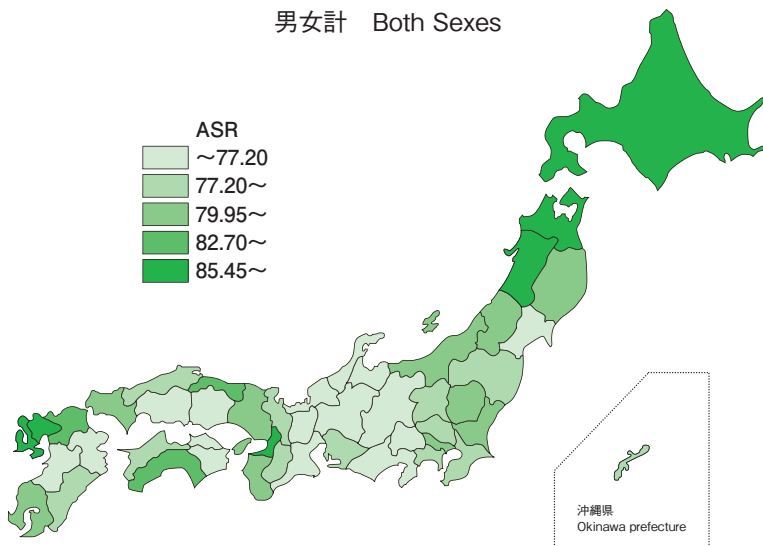 男女計　Both Sexes
ASR
～77.20
77.20～
79.95～
82.70～
85.45～
沖縄県
Okinawa prefecture